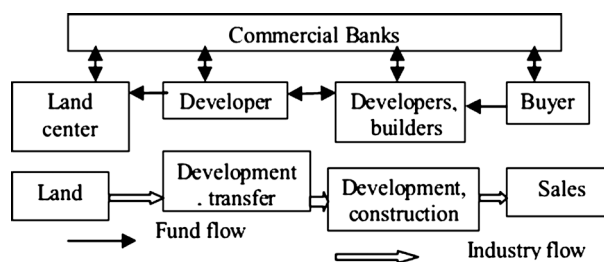 Commercial Banks
Land
center
Developer
Developers,
builders
Buyer
Land
Development
. transfer
Development,
construction
Sales
Fund flow
Industry flow